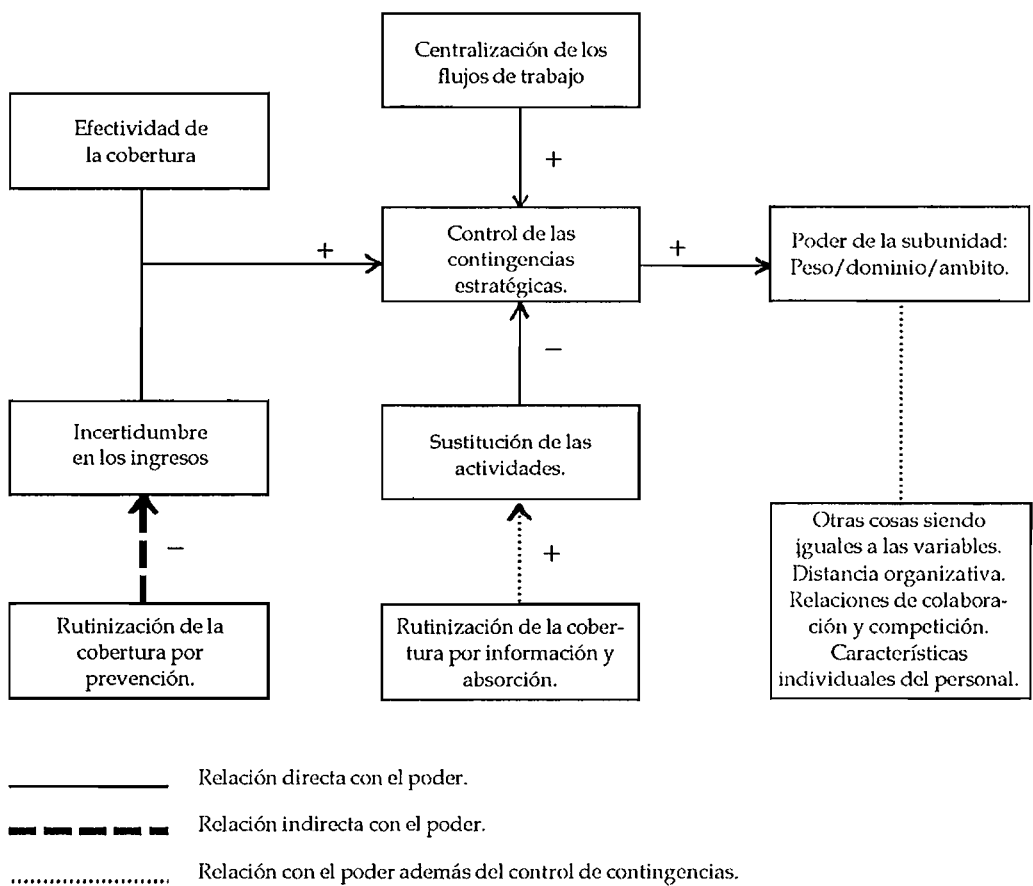 Centralización de los
flujos de trabajo
Efectividad de
la cobertura
+
+
Control de las
contingencias
estratégicas.
+
Poder de la subunidad:
Peso/dominio/ambito.
−
Incertidumbre
en los ingresos
Sustitución de las
actividades.
−
+
Otras cosas siendo
iguales a las variables.
Distancia organizativa.
Relaciones de colabora-
ción y competición.
Características
individuales del personal.
Rutinización de la
cobertura por
prevención.
Rutinización de la cober-
tura por información y
absorción.
Relación directa con el poder.
Relación indirecta con el poder.
Relación con el poder además del control de contingencias.